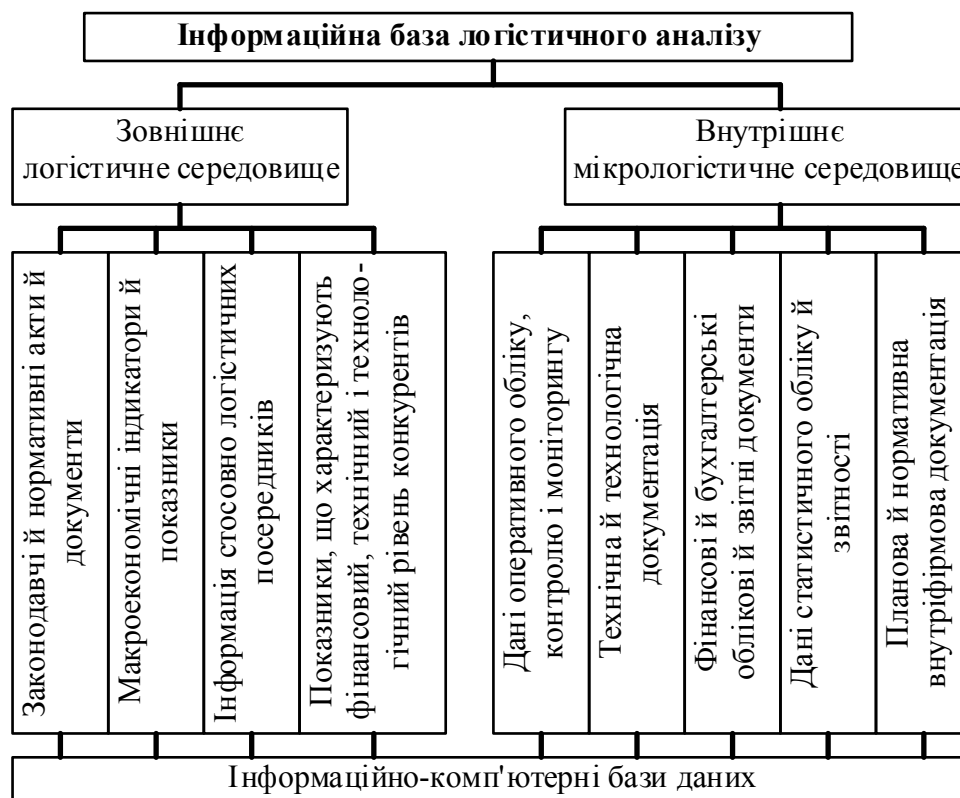 Інформаційна база логістичного аналізу
Зовнішнє
логістичне середовище
Внутрішнє
мікрологістичне середовище
Законодавчі й нормативні акти й
документи
Макроекономічні індикатори й
показники
Інформація стосовно логістичних
посередників
Показники, що характеризують
фінансовий, технічний і техноло-
гічний рівень конкурентів
Дані оперативного обліку,
контролю і моніторингу
Технічна й технологічна
документація
Фінансові й бухгалтерські
облікові й звітні документи
Дані статистичного обліку й
звітності
Планова й нормативна
внутріфірмова документація
Інформаційно-комп'ютерні бази даних